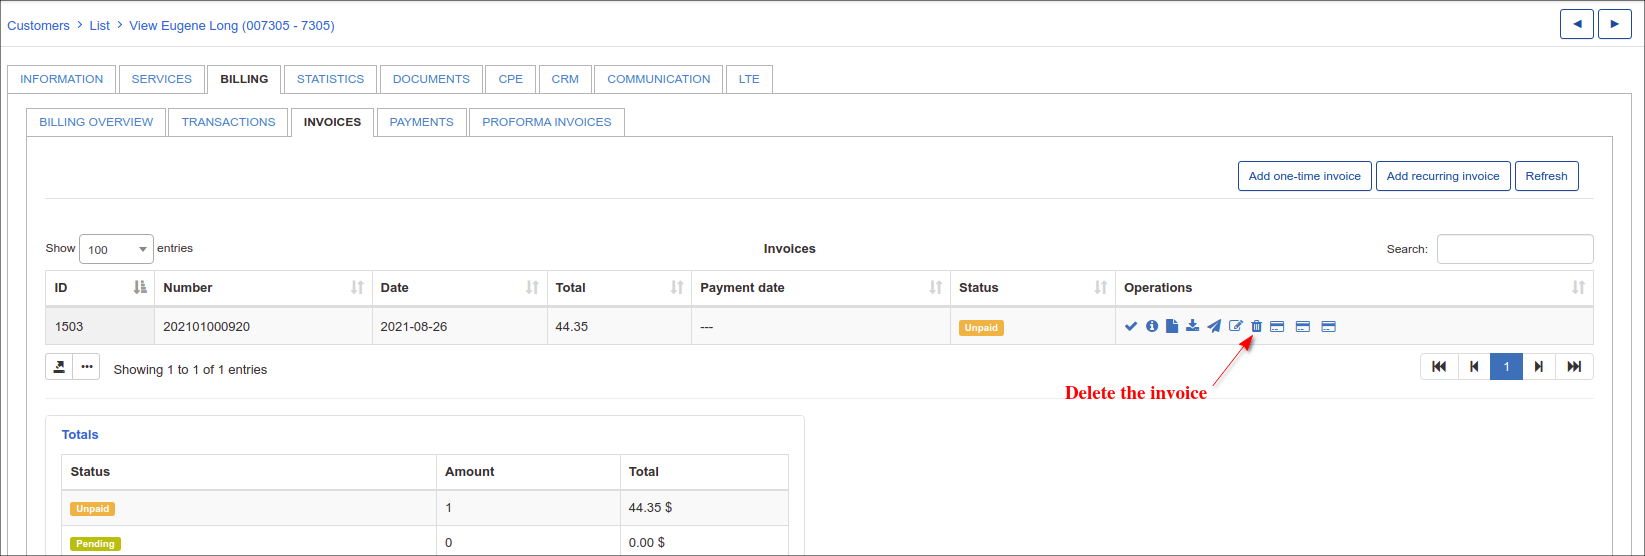 Customers > List > View Eugene Long (007305 - 7305)
INFORMATION SERVICES BILLING STATISTICS DOCUMENTS CPE CRM COMMUNICATION LTE
BILLING OVERVIEW TRANSACTIONS INVOICES PAYMENTS PROFORMA INVOICES
Add one-time invoice Add recurring invoice Refresh
Show 100 entries Invoices Search:
ID Number Date Total Payment date Status Operations
1503 202101000920 2021-08-26 44.35 --- Unpaid
Showing 1 to 1 of 1 entries 1
Delete the invoice
Totals
Status Amount Total
Unpaid 1 44.35 $
Pending 0 0.00 $